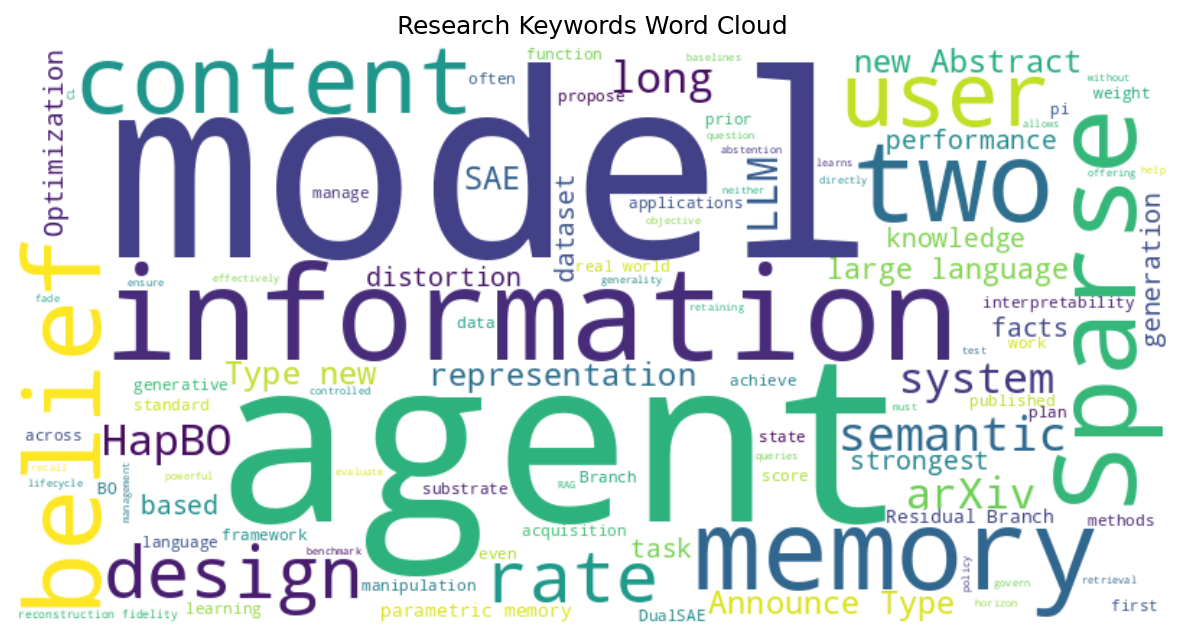 Research Keywords Word Cloud
function
baselines
content
often
long
new Abstract
without
Optimization
CL
propose
user
weight
model
prior
pi
question
allows
performance
abstention
learns
sparse
SAE
LLM
two
manage
dataset
neither
directly
offering
help
applications
objective
knowledge
generation
belief
ensure
effectively
distortion
real world
generality
large language
fade
information
retaining
interpretability
data
facts
work
test
Type new
representation
achieve
system
generative
controlled
standard
published
agent
must
plan
across
HapBO
state
semantic
recall
powerful
evaluate
queries
strongest
lifecycle
BO
management
substrate
RAG
Branch
score
based
arXiv
Residual Branch
methods
acquisition
language
framework
benchmark
even
task
memory
design
manipulation
rate
policy
govern
retrieval
reconstruction fidelity
learning
parametric memory
DualSAE
Announce Type
horizon
first